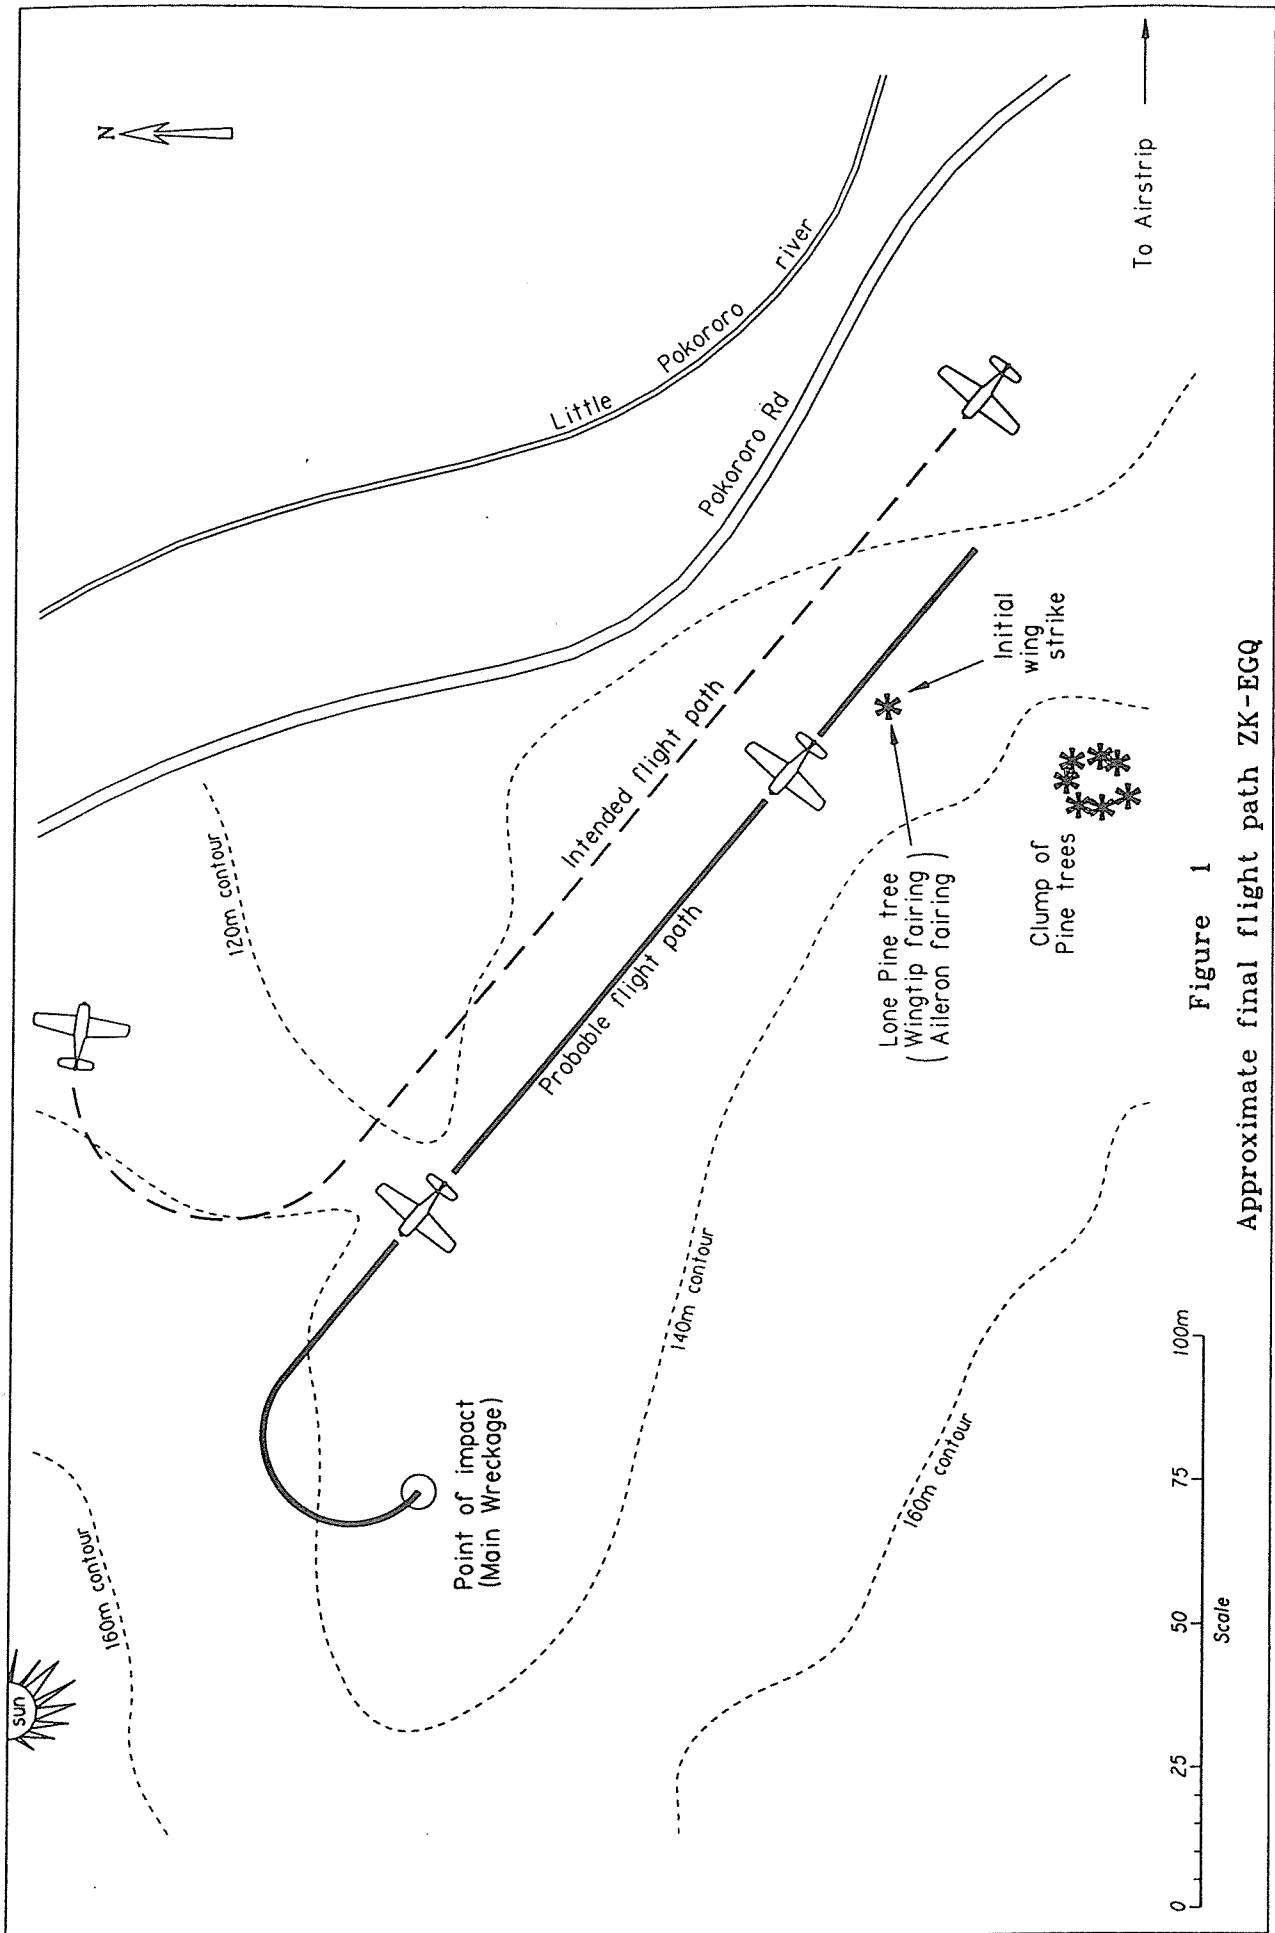 N
sun
160m contour
120m contour
Little Pokororo river
Pokororo Rd
Intended flight path
Probable flight path
Point of impact
(Main Wreckage)
140m contour
Initial
wing
strike
Lone Pine tree
(Wingtip fairing)
(Aileron fairing)
Clump of
Pine trees
160m contour
To Airstrip
0 25 50 75 100m
Scale
Figure 1
Approximate final flight path ZK-EGQ